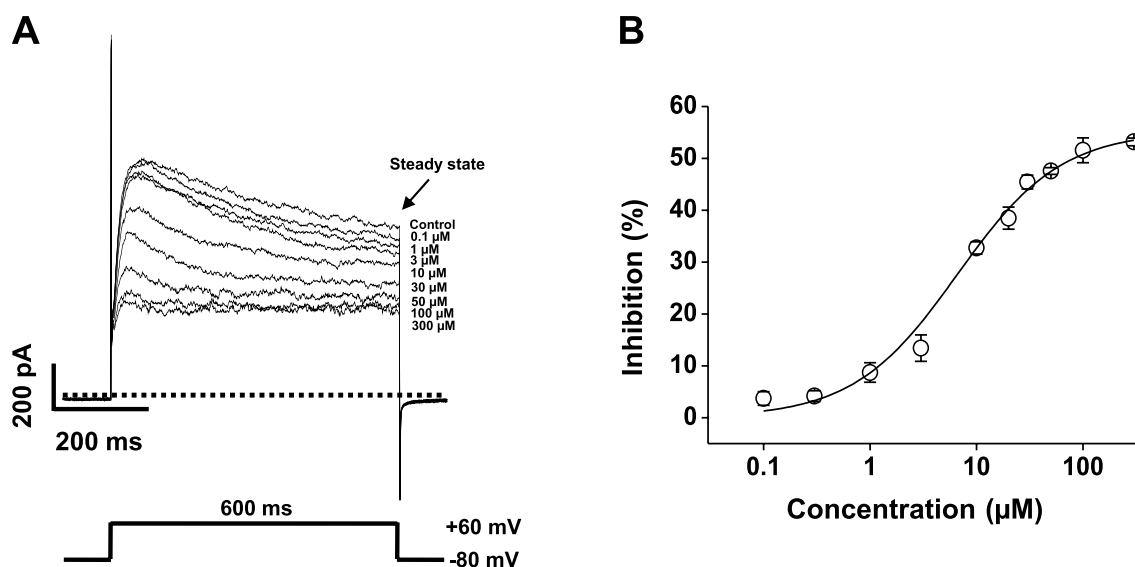 A
Steady state
Control
0.1 µM
1 µM
3 µM
10 µM
30 µM
50 µM
100 µM
300 µM
200 pA
200 ms
600 ms
+60 mV
-80 mV
B
60
50
40
30
20
10
0
Inhibition (%)
0.1
1
10
100
Concentration (µM)